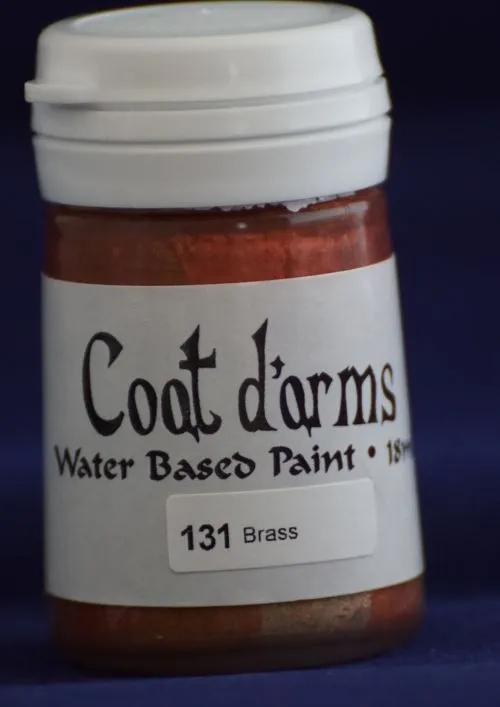 Coat d'arms
Water Based Paint •
131 Brass